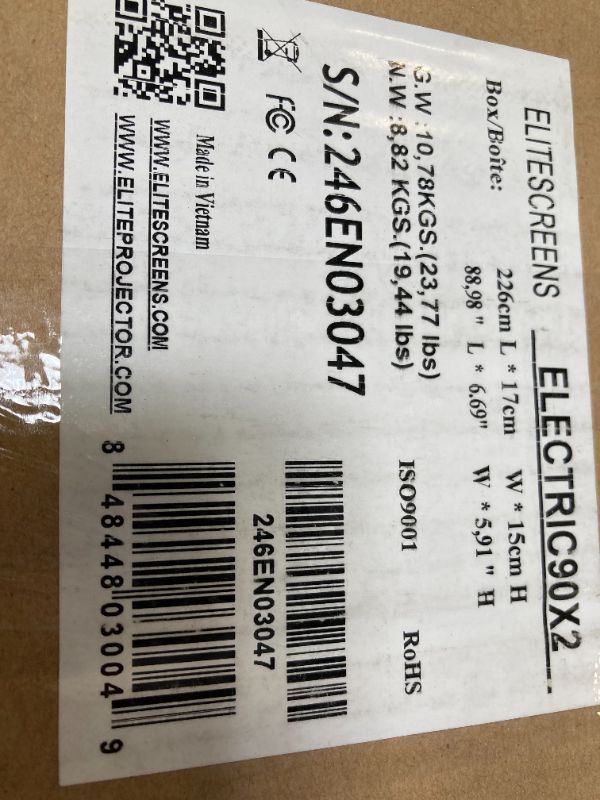 ELITESCREENS ELECTRIC90X2
Box/Boîte: 226cm L * 17cm W * 15cm H
88,98 " L * 6.69" W * 5,91 " H
G.W :10,78KGS.(23,77 lbs)
N.W :8,82 KGS.(19,44 lbs)
ISO9001 RoHS
S/N:246EN03047
246EN03047
Made in Vietnam
WWW.ELITESCREENS.COM
WWW.ELITEPROJECTOR.COM
8 48448 03004 9
FC CE